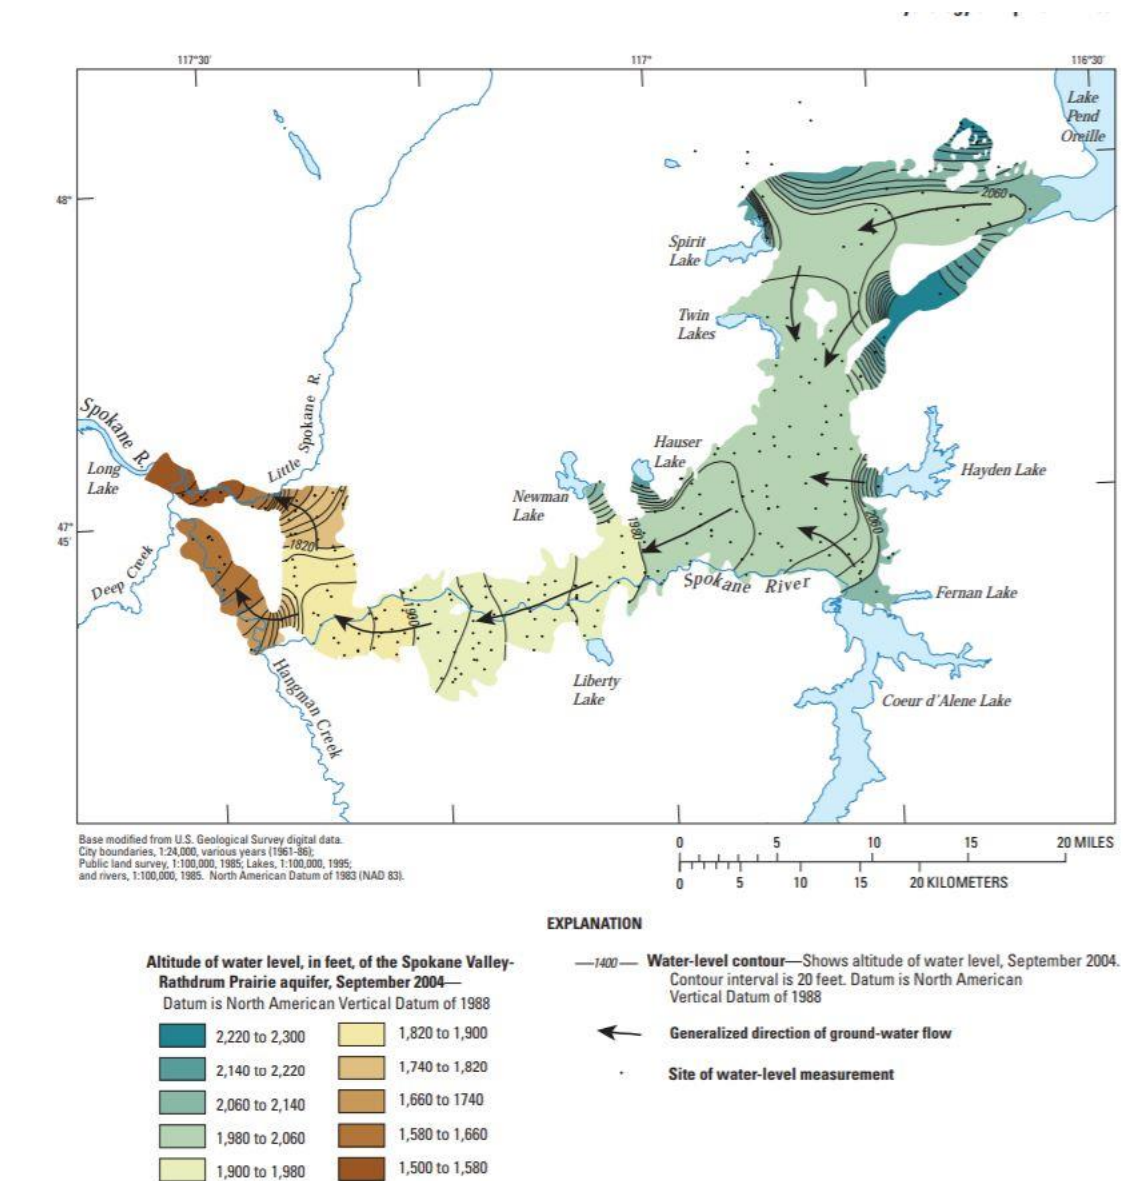 117°30'
117°
116°30'
Lake
Pend
Oreille
48°
2060
Spirit
Lake
Twin
Lakes
Spokane R.
Little Spokane R.
Long
Lake
Hauser
Lake
Hayden Lake
Newman
Lake
47°
45'
1820
1980
2060
Deep Creek
Spokane River
Fernan Lake
1900
Hangman Creek
Liberty
Lake
Coeur d'Alene Lake
Base modified from U.S. Geological Survey digital data.
City boundaries, 1:24,000, various years (1961-86);
Public land survey, 1:100,000, 1985; Lakes, 1:100,000, 1995;
and rivers, 1:100,000, 1985. North American Datum of 1983 (NAD 83).
0 5 10 15 20 MILES
0 5 10 15 20 KILOMETERS
EXPLANATION
Altitude of water level, in feet, of the Spokane Valley-
Rathdrum Prairie aquifer, September 2004—
Datum is North American Vertical Datum of 1988
2,220 to 2,300
2,140 to 2,220
2,060 to 2,140
1,980 to 2,060
1,900 to 1,980
1,820 to 1,900
1,740 to 1,820
1,660 to 1740
1,580 to 1,660
1,500 to 1,580
—1400— Water-level contour—Shows altitude of water level, September 2004.
Contour interval is 20 feet. Datum is North American
Vertical Datum of 1988
Generalized direction of ground-water flow
Site of water-level measurement